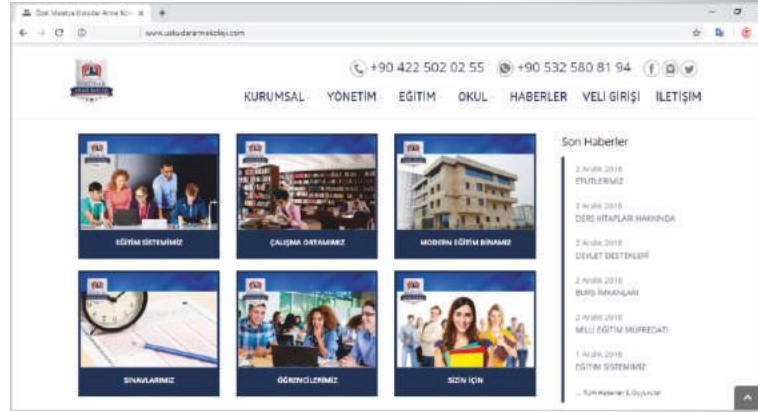 www.uskudararmekoleji.com
+90 422 502 02 55 +90 532 580 81 94
KURUMSAL YÖNETİM EĞİTİM OKUL HABERLER VELİ GİRİŞİ İLETİŞİM
Son Haberler
2 Aralık 2018
ETÜTLERİMİZ
2 Aralık 2018
DERS KİTAPLARI HAKKINDA
2 Aralık 2018
DEVLET DESTEKLERİ
2 Aralık 2018
BURS İMKANLARI
2 Aralık 2018
MİLLİ EĞİTİM MÜFREDATI
1 Aralık 2018
EĞİTİM SİSTEMİMİZ
... Tüm Haberler & Duyurular
EĞİTİM SİSTEMİMİZ
ÇALIŞMA ORTAMIMIZ
MODERN EĞİTİM BİNAMIZ
SINAVLARIMIZ
ÖĞRENCİLERİMİZ
SİZİN İÇİN